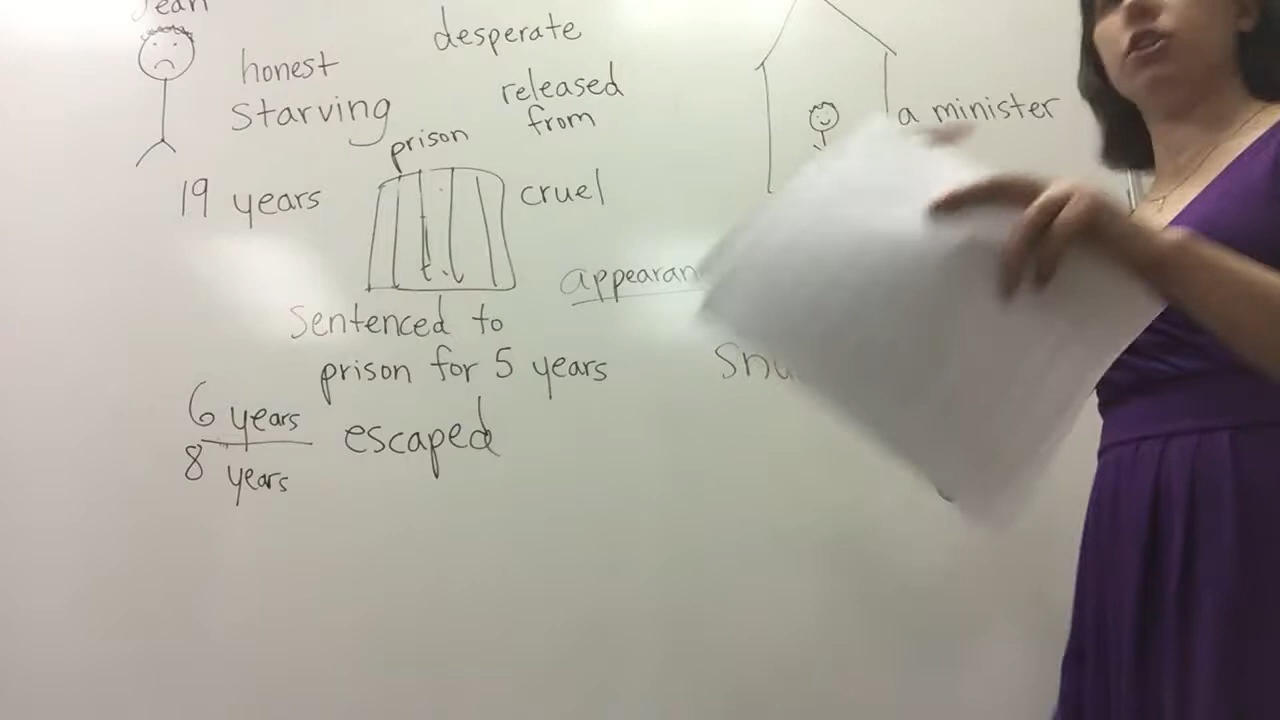 Jean
desperate
honest
starving
released
from
prison
a minister
19 years
cruel
Sentenced to
prison for 5 years
6 years
escaped
8 years